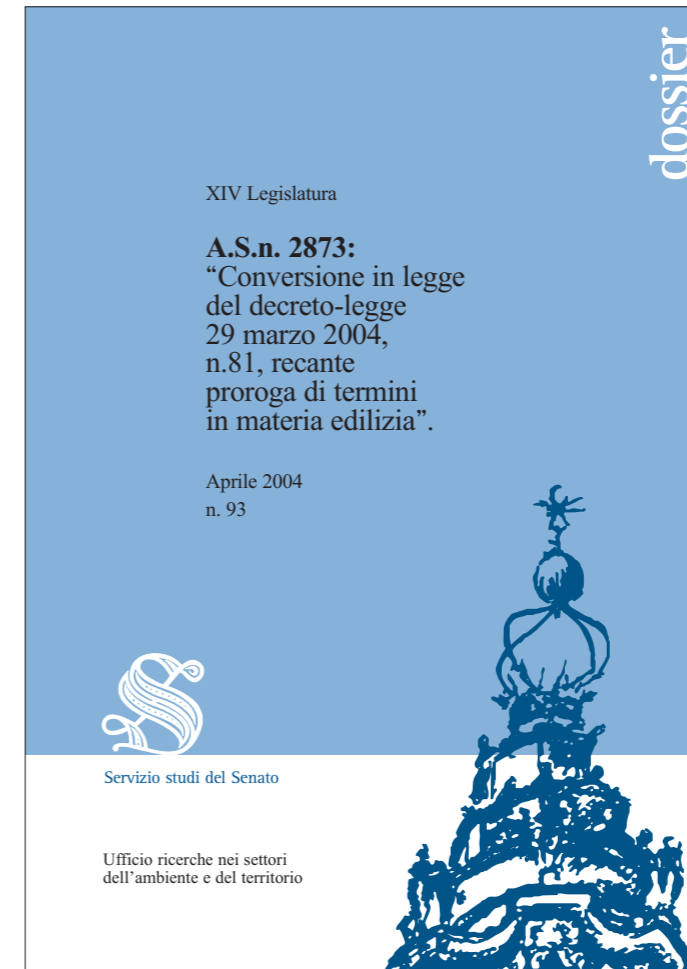 dossier
XIV Legislatura
A.S.n. 2873:
“Conversione in legge
del decreto-legge
29 marzo 2004,
n.81, recante
proroga di termini
in materia edilizia”.
Aprile 2004
n. 93
S
Servizio studi del Senato
Ufficio ricerche nei settori
dell’ambiente e del territorio